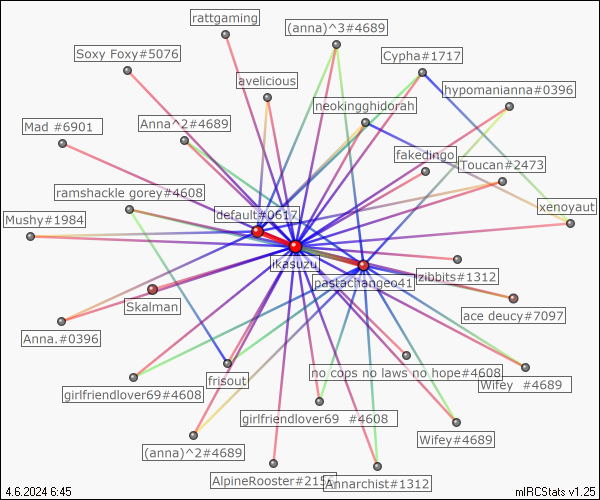 rattgaming
(anna)^3#4689
Soxy Foxy#5076
Cypha#1717
avelicious
hypomanianna#0396
neokingghidorah
Mad #6901
Anna^2#4689
fakedingo
Toucan#2473
ramshackle gorey#4608
xenoyaut
default#0617
Mushy#1984
ikasuzu
zibbits#1312
pastachangeo41
Skalman
ace deucy#7097
Anna.#0396
no cops no laws no hope#4608
frisout
Wifey #4689
girlfriendlover69#4608
girlfriendlover69 #4608
Wifey#4689
(anna)^2#4689
AlpineRooster#215
Annarchist#1312
4.6.2024 6:45
mIRCStats v1.25